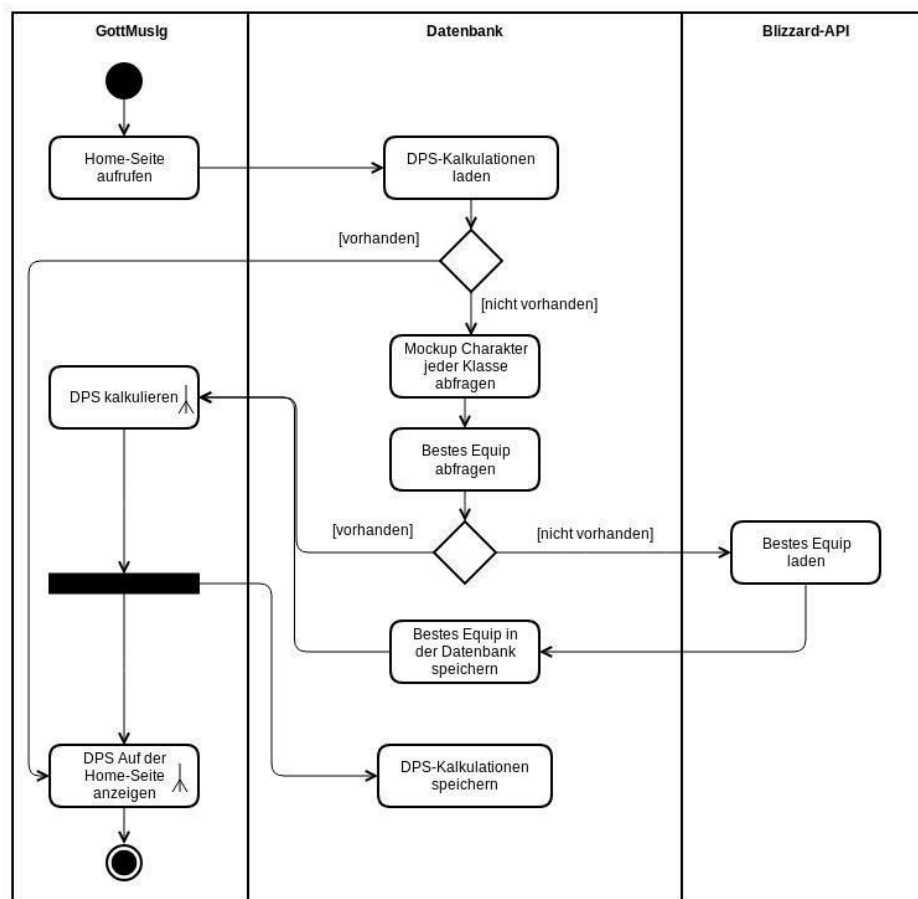 GottMusIg
Datenbank
Blizzard-API
Home-Seite
aufrufen
DPS-Kalkulationen
laden
[vorhanden]
[nicht vorhanden]
Mockup Charakter
jeder Klasse
abfragen
DPS kalkulieren
Bestes Equip
abfragen
[vorhanden]
[nicht vorhanden]
Bestes Equip
laden
Bestes Equip in
der Datenbank
speichern
DPS Auf der
Home-Seite
anzeigen
DPS-Kalkulationen
speichern